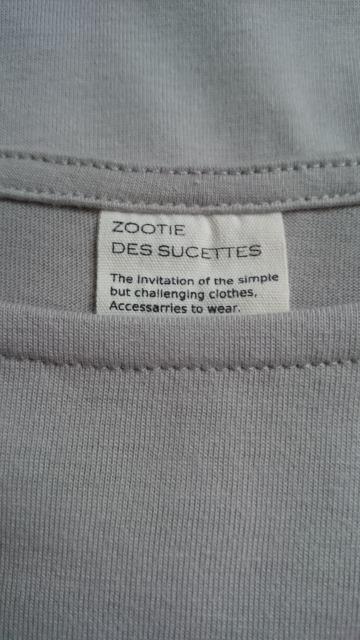 ZOOTIE
DES SUCETTES
The Invitation of the simple
but challenging clothes,
Accessarries to wear.